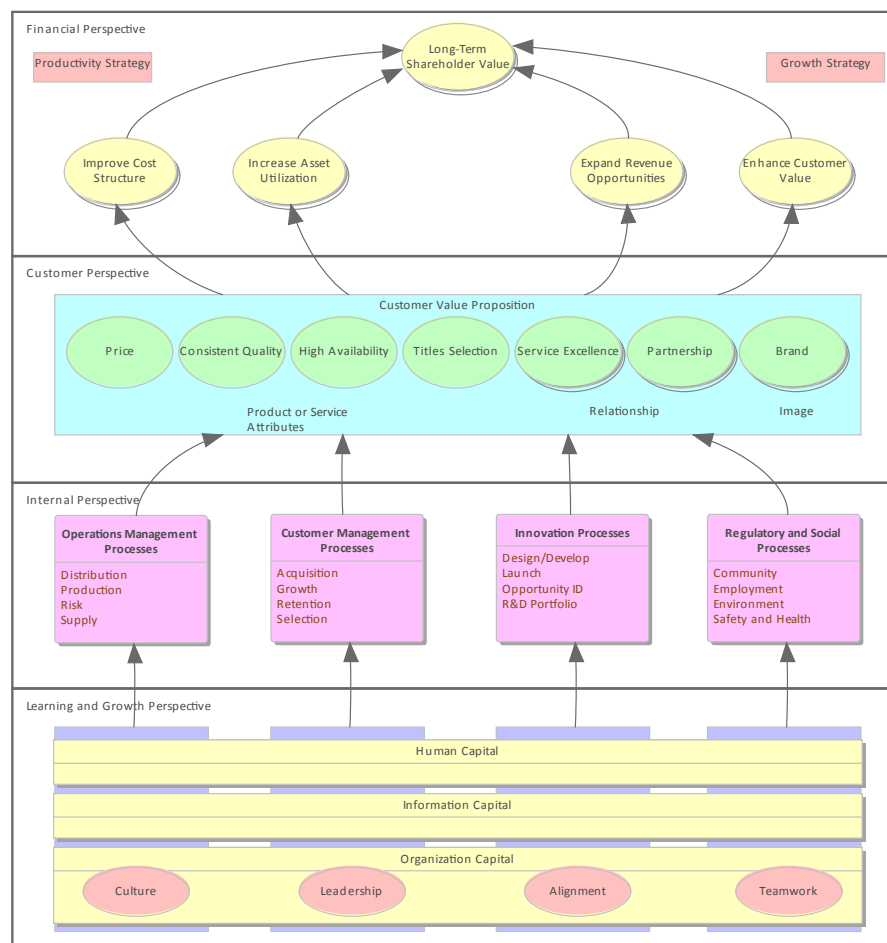 Financial Perspective
Productivity Strategy
Long-Term
Shareholder Value
Growth Strategy
Improve Cost
Structure
Increase Asset
Utilization
Expand Revenue
Opportunities
Enhance Customer
Value
Customer Perspective
Customer Value Proposition
Price
Consistent Quality
High Availability
Titles Selection
Service Excellence
Partnership
Brand
Product or Service
Attributes
Relationship
Image
Internal Perspective
Operations Management
Processes
Distribution
Production
Risk
Supply
Customer Management
Processes
Acquisition
Growth
Retention
Selection
Innovation Processes
Design/Develop
Launch
Opportunity ID
R&D Portfolio
Regulatory and Social
Processes
Community
Employment
Environment
Safety and Health
Learning and Growth Perspective
Human Capital
Information Capital
Organization Capital
Culture
Leadership
Alignment
Teamwork